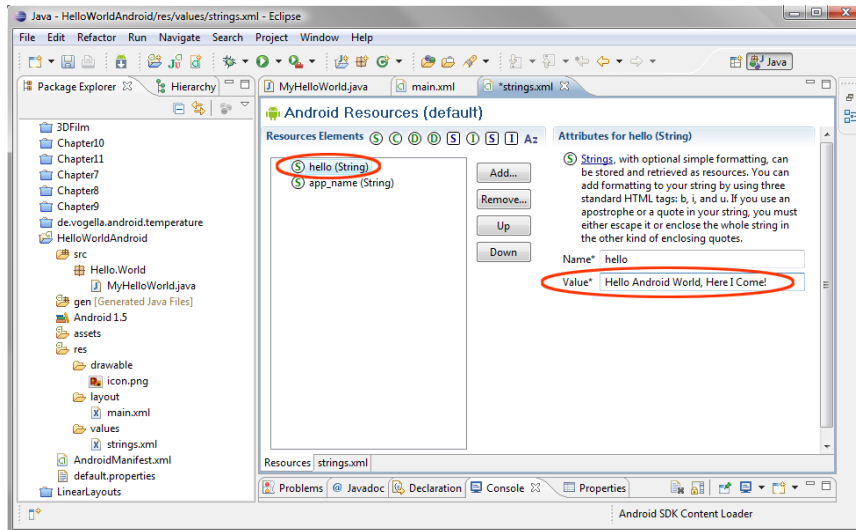 Java - HelloWorldAndroid/res/values/strings.xml - Eclipse
File Edit Refactor Run Navigate Search Project Window Help
Java
Package Explorer
Hierarchy
MyHelloWorld.java
main.xml
*strings.xml
3DFilm
Chapter10
Chapter11
Chapter7
Chapter8
Chapter9
de.vogella.android.temperature
HelloWorldAndroid
src
Hello.World
MyHelloWorld.java
gen [Generated Java Files]
Android 1.5
assets
res
drawable
icon.png
layout
main.xml
values
strings.xml
AndroidManifest.xml
default.properties
LinearLayouts
Android Resources (default)
Resources Elements S C D D S I S I Az
S hello (String)
S app_name (String)
Add...
Remove...
Up
Down
Attributes for hello (String)
S Strings, with optional simple formatting, can
be stored and retrieved as resources. You can
add formatting to your string by using three
standard HTML tags: b, i, and u. If you use an
apostrophe or a quote in your string, you must
either escape it or enclose the whole string in
the other kind of enclosing quotes.
Name* hello
Value* Hello Android World, Here I Come!
Resources strings.xml
Problems @ Javadoc Declaration Console Properties
Android SDK Content Loader